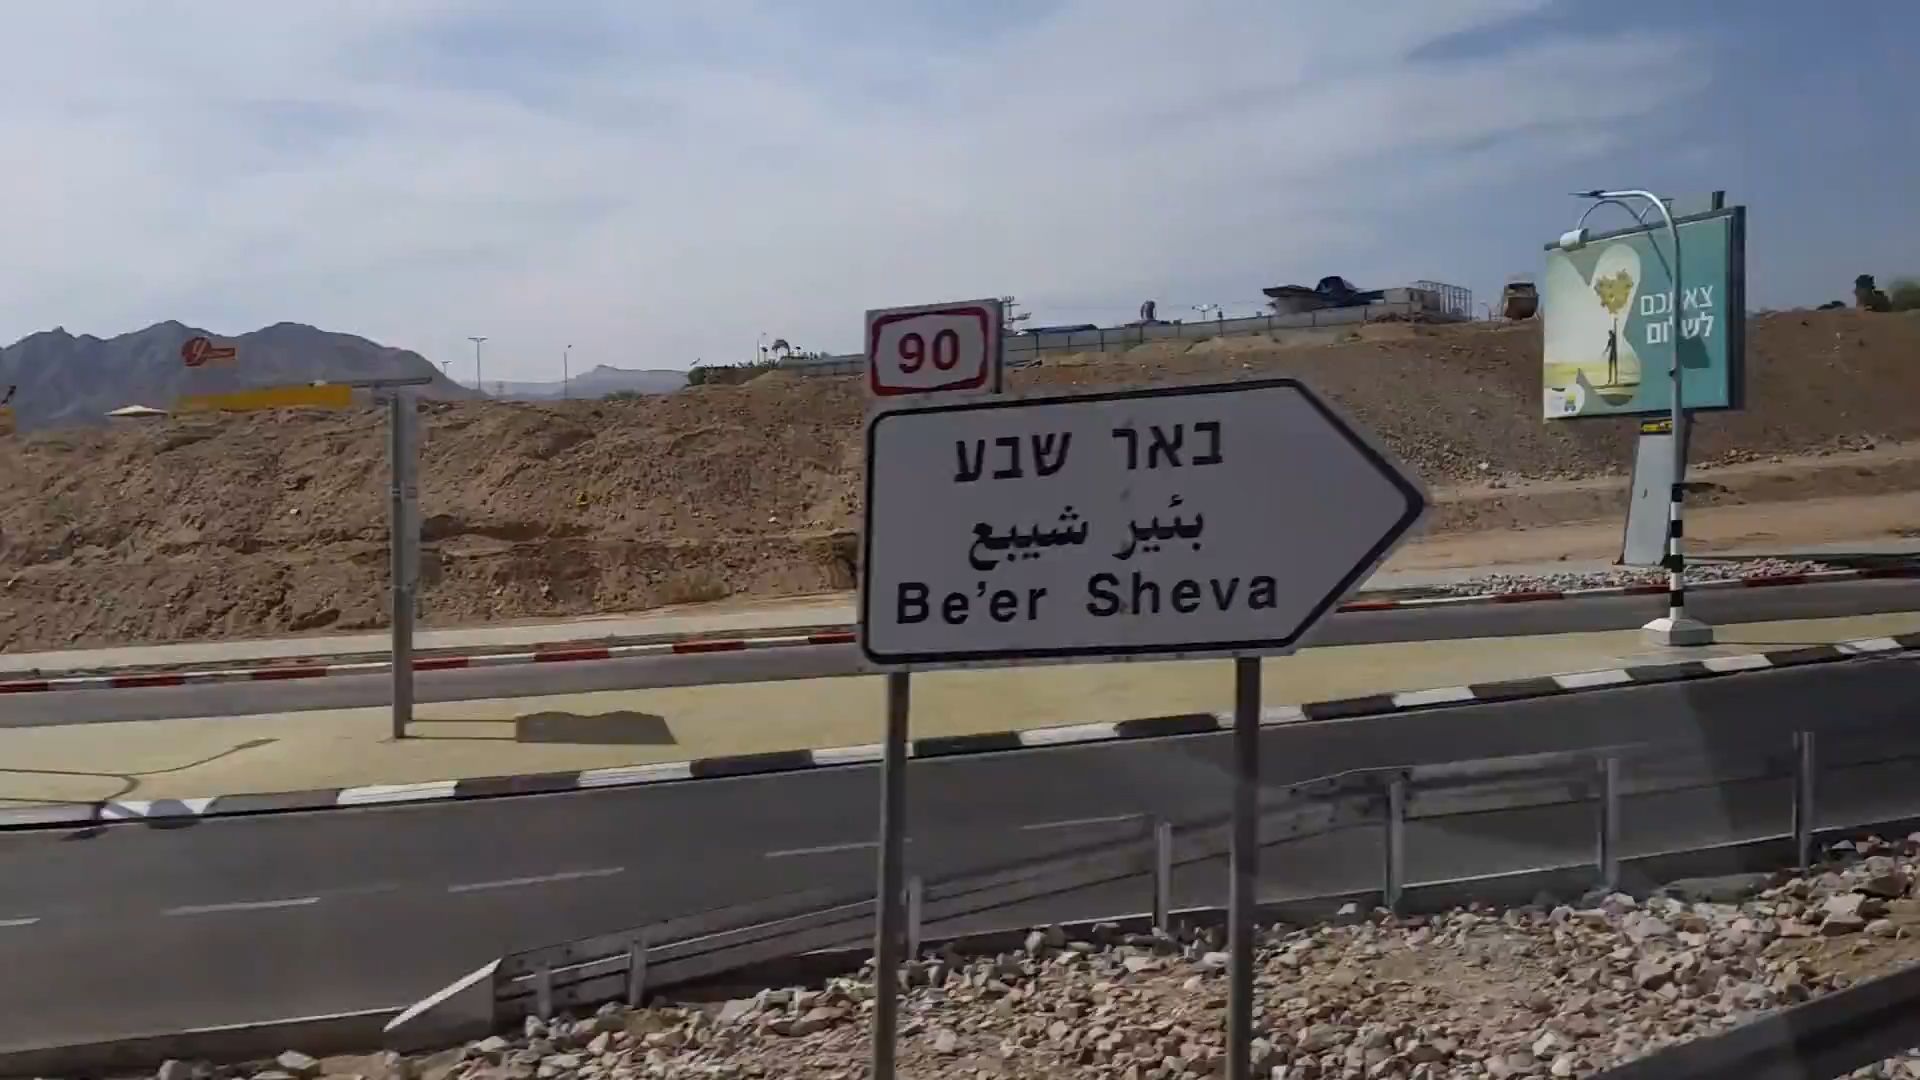 90
באר שבע
بئير شيبع
Be'er Sheva
צאתכם
לשלום